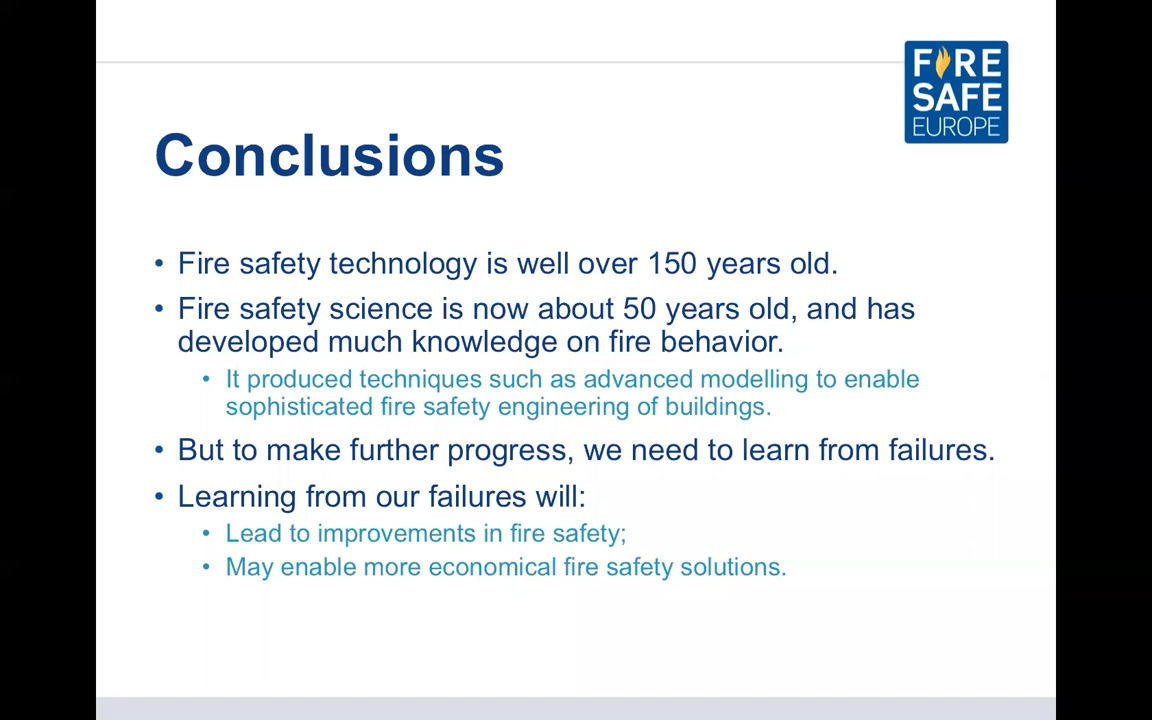 FIRE
SAFE
EUROPE
Conclusions
• Fire safety technology is well over 150 years old.
• Fire safety science is now about 50 years old, and has
developed much knowledge on fire behavior.
• It produced techniques such as advanced modelling to enable
sophisticated fire safety engineering of buildings.
• But to make further progress, we need to learn from failures.
• Learning from our failures will:
• Lead to improvements in fire safety;
• May enable more economical fire safety solutions.